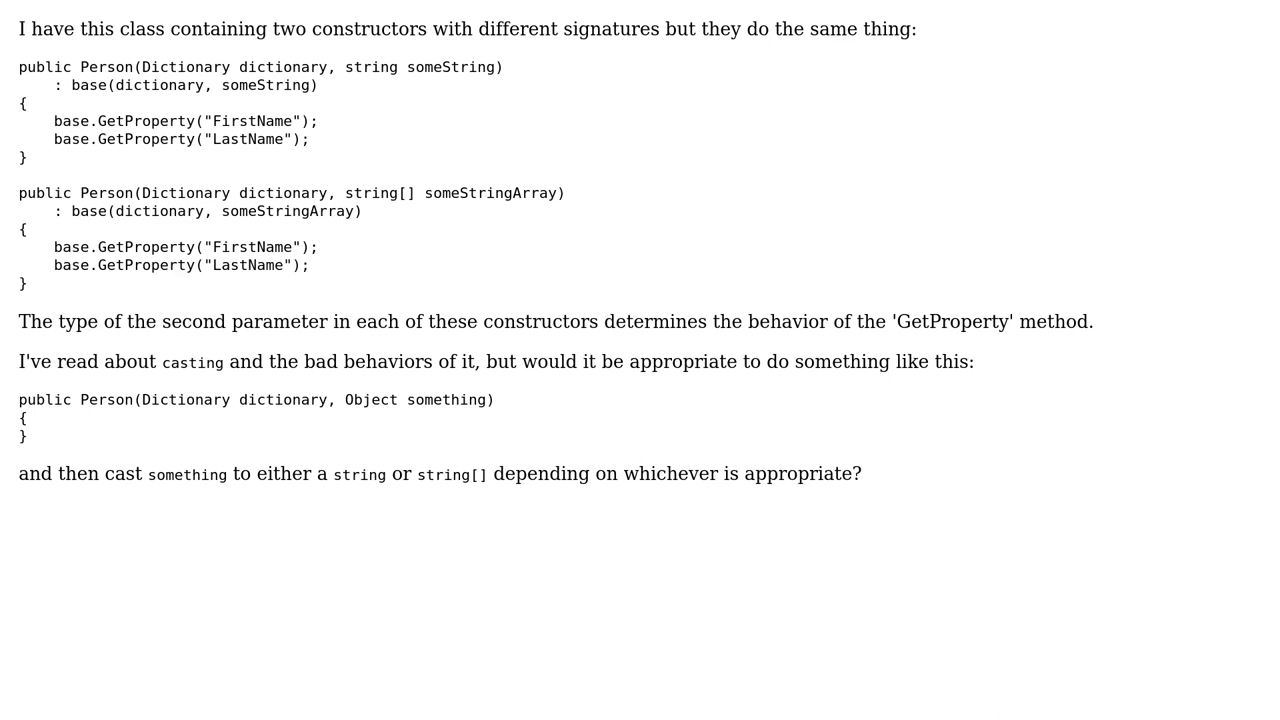 I have this class containing two constructors with different signatures but they do the same thing:
public Person(Dictionary dictionary, string someString)
    : base(dictionary, someString)
{
    base.GetProperty("FirstName");
    base.GetProperty("LastName");
}
public Person(Dictionary dictionary, string[] someStringArray)
    : base(dictionary, someStringArray)
{
    base.GetProperty("FirstName");
    base.GetProperty("LastName");
}
The type of the second parameter in each of these constructors determines the behavior of the 'GetProperty' method.
I've read about casting and the bad behaviors of it, but would it be appropriate to do something like this:
public Person(Dictionary dictionary, Object something)
{
}
and then cast something to either a string or string[] depending on whichever is appropriate?